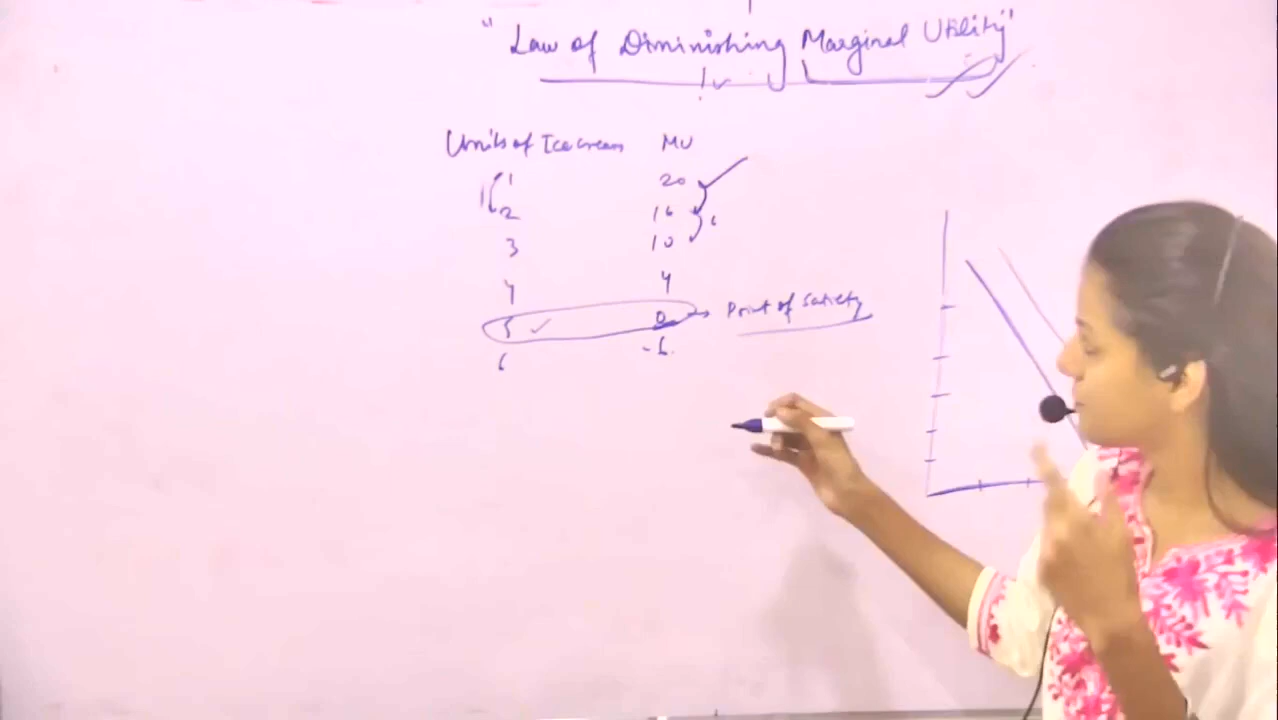 "Law of Diminishing Marginal Utility"
Units of Ice cream MU
1 20
2 16
3 10
4 4
5 0 → Point of Satiety
6 -6